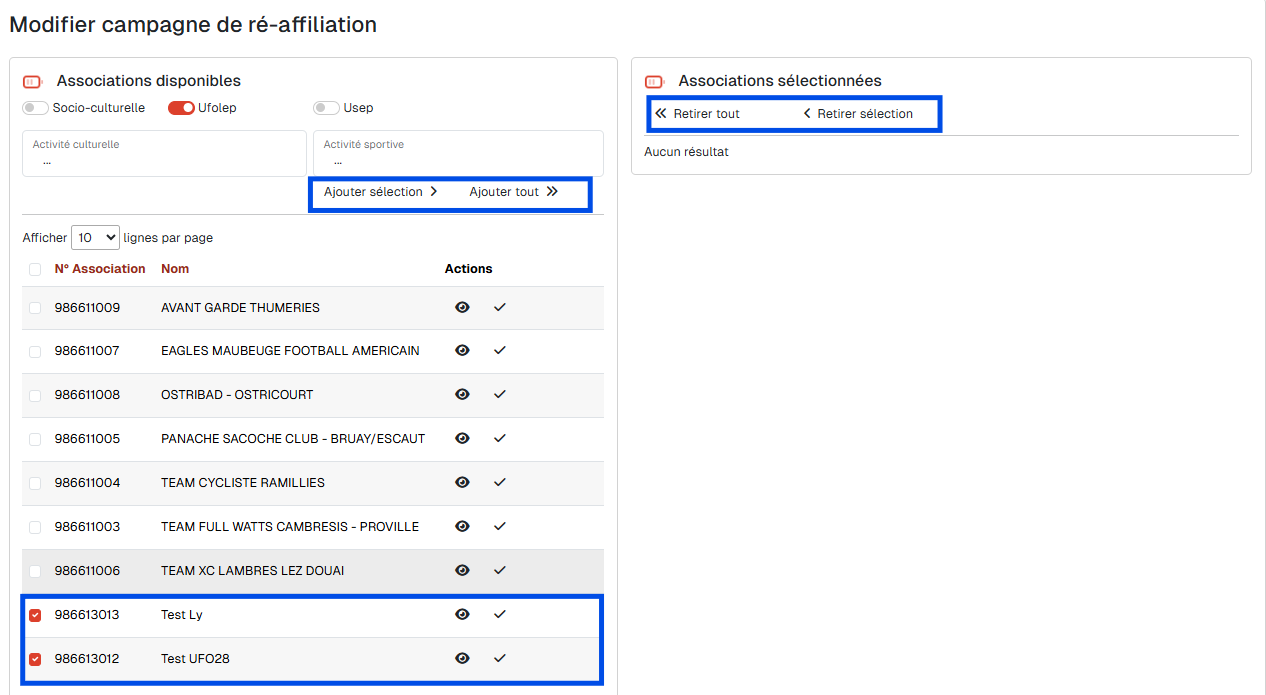 Modifier campagne de ré-affiliation
Associations disponibles
Socio-culturelle Ufolep Usep
Activité culturelle
...
Activité sportive
...
Ajouter sélection Ajouter tout
Afficher 10 lignes par page
N° Association Nom Actions
986611009 AVANT GARDE THUMERIES
986611007 EAGLES MAUBEUGE FOOTBALL AMERICAIN
986611008 OSTRIBAD - OSTRICOURT
986611005 PANACHE SACOCHE CLUB - BRUAY/ESCAUT
986611004 TEAM CYCLISTE RAMILLIES
986611003 TEAM FULL WATTS CAMBRESIS - PROVILLE
986611006 TEAM XC LAMBRES LEZ DOUAI
986613013 Test Ly
986613012 Test UFO28
Associations sélectionnées
Retirer tout Retirer sélection
Aucun résultat